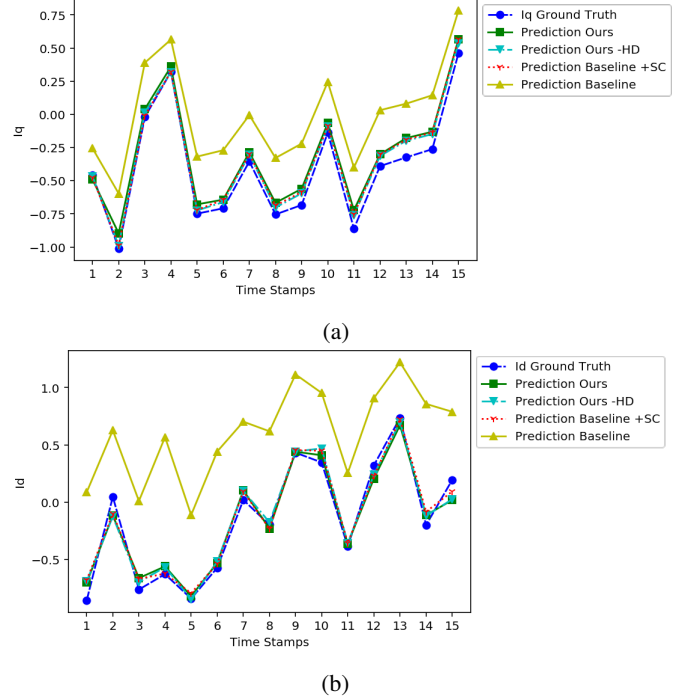 0.75
0.50
0.25
0.00
−0.25
−0.50
−0.75
−1.00
Iq
1 2 3 4 5 6 7 8 9 10 11 12 13 14 15
Time Stamps
Iq Ground Truth
Prediction Ours
Prediction Ours -HD
Prediction Baseline +SC
Prediction Baseline
(a)
1.0
0.5
0.0
−0.5
Id
1 2 3 4 5 6 7 8 9 10 11 12 13 14 15
Time Stamps
Id Ground Truth
Prediction Ours
Prediction Ours -HD
Prediction Baseline +SC
Prediction Baseline
(b)